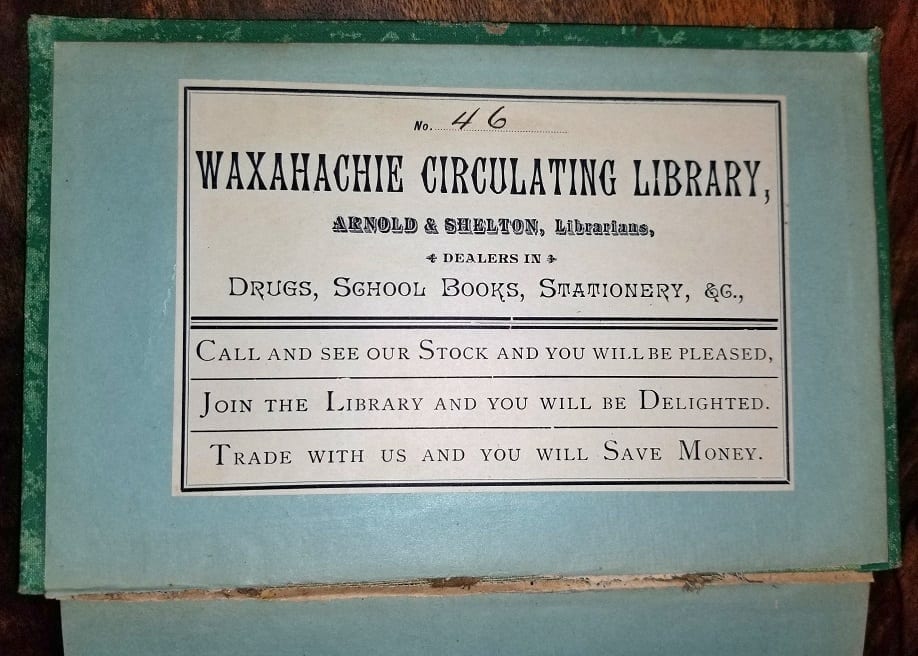 No. 46
WAXAHACHIE CIRCULATING LIBRARY,
ARNOLD & SHELTON, Librarians,
DEALERS IN
DRUGS, SCHOOL BOOKS, STATIONERY, &C.,
CALL AND SEE OUR STOCK AND YOU WILL BE PLEASED,
JOIN THE LIBRARY AND YOU WILL BE DELIGHTED.
TRADE WITH US AND YOU WILL SAVE MONEY.